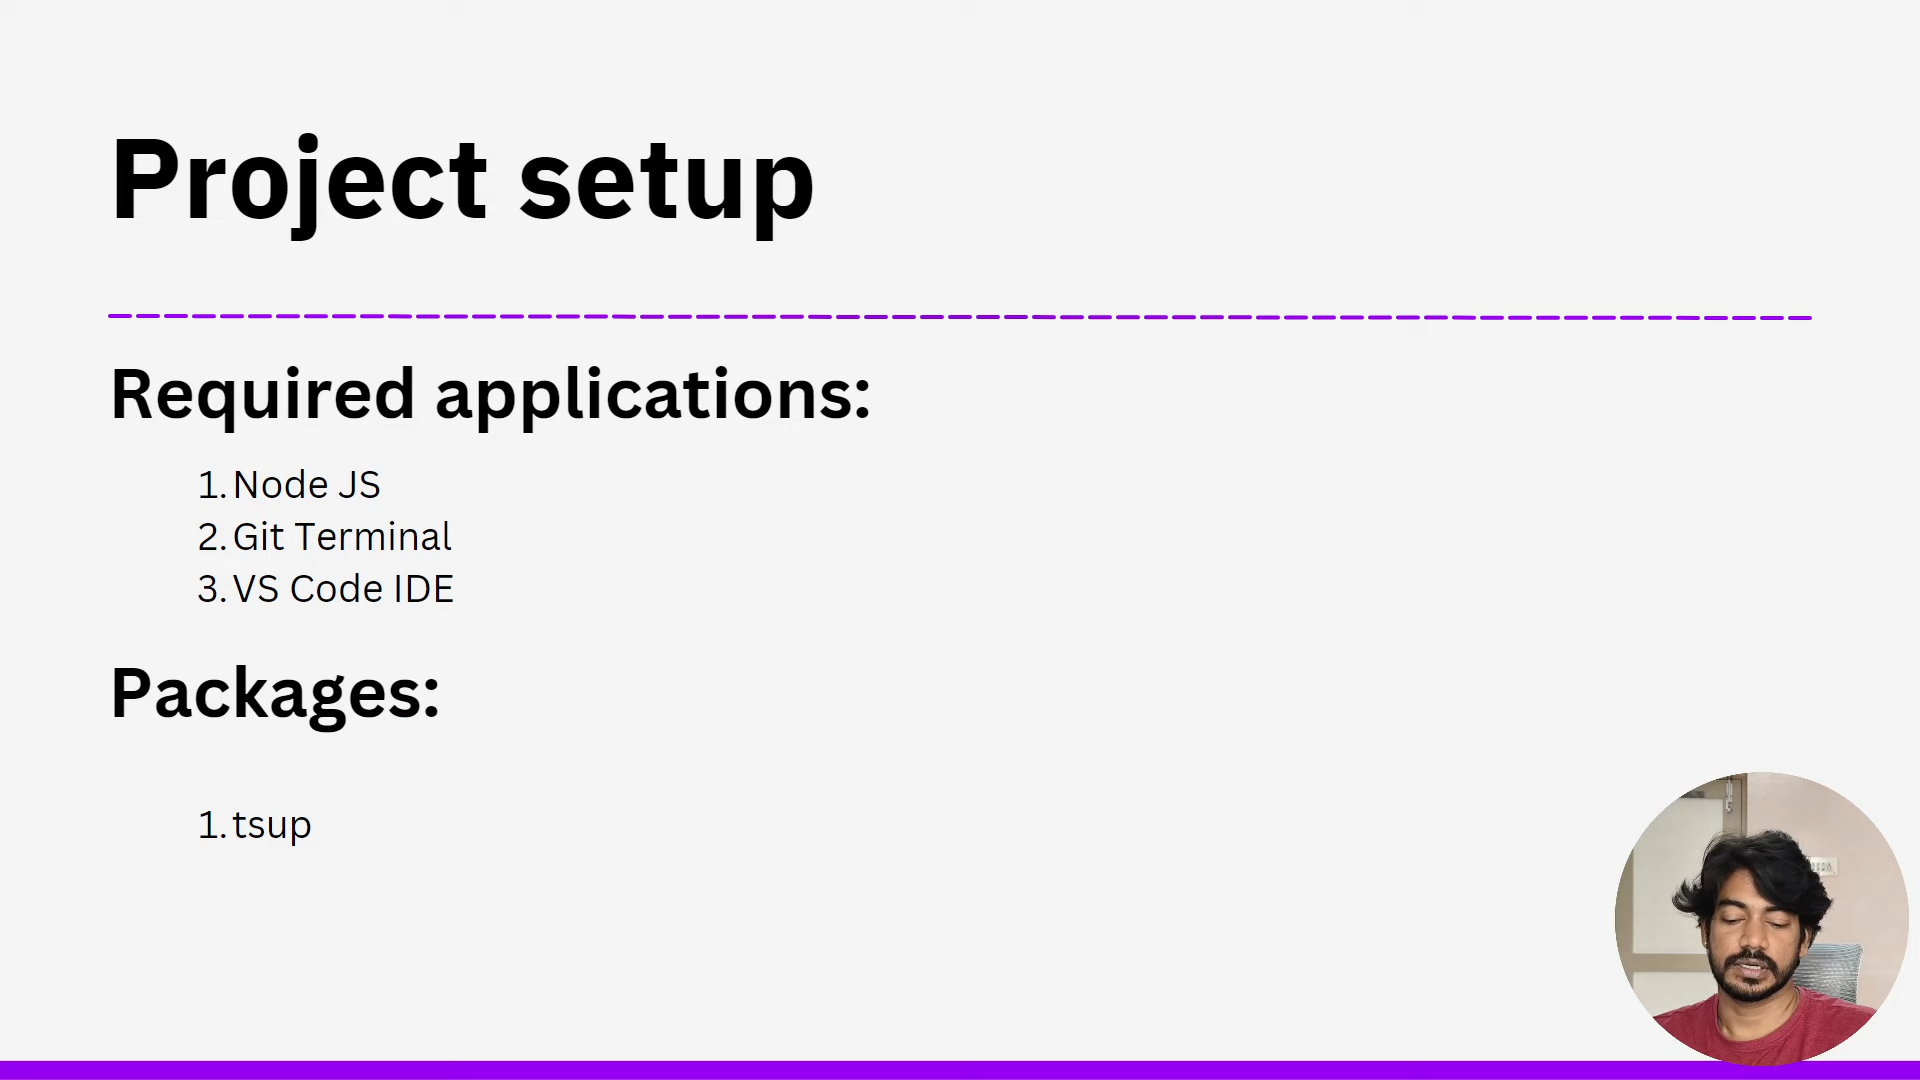 Project setup
Required applications:
1. Node JS
2. Git Terminal
3. VS Code IDE
Packages:
1. tsup